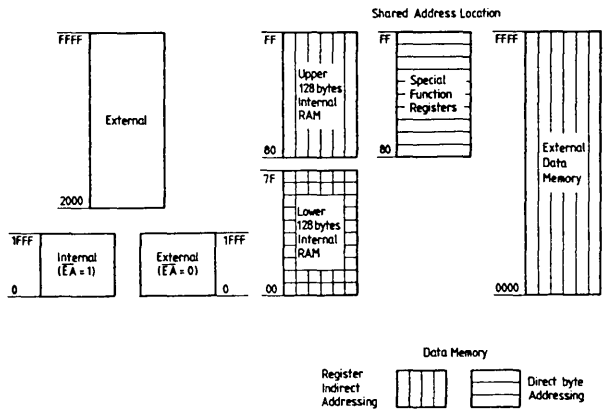 Shared Address Location
FFFF
External
2000
1FFF
Internal
(EA = 1)
0
External
(EA = 0)
1FFF
0
FF
Upper
128 bytes
Internal
RAM
80
7F
Lower
128 bytes
Internal
RAM
00
FF
Special
Function
Registers
80
FFFF
External
Data
Memory
0000
Data Memory
Register
Indirect
Addressing
Direct byte
Addressing